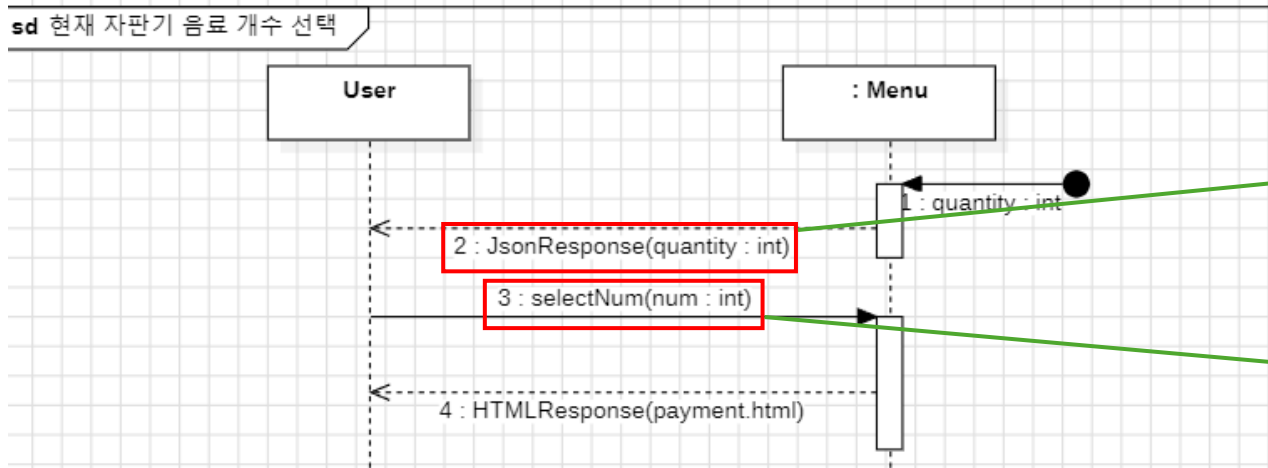 sd 현재 자판기 음료 개수 선택
User
: Menu
1 : quantity : int
2 : JsonResponse(quantity : int)
3 : selectNum(num : int)
4 : HTMLResponse(payment.html)